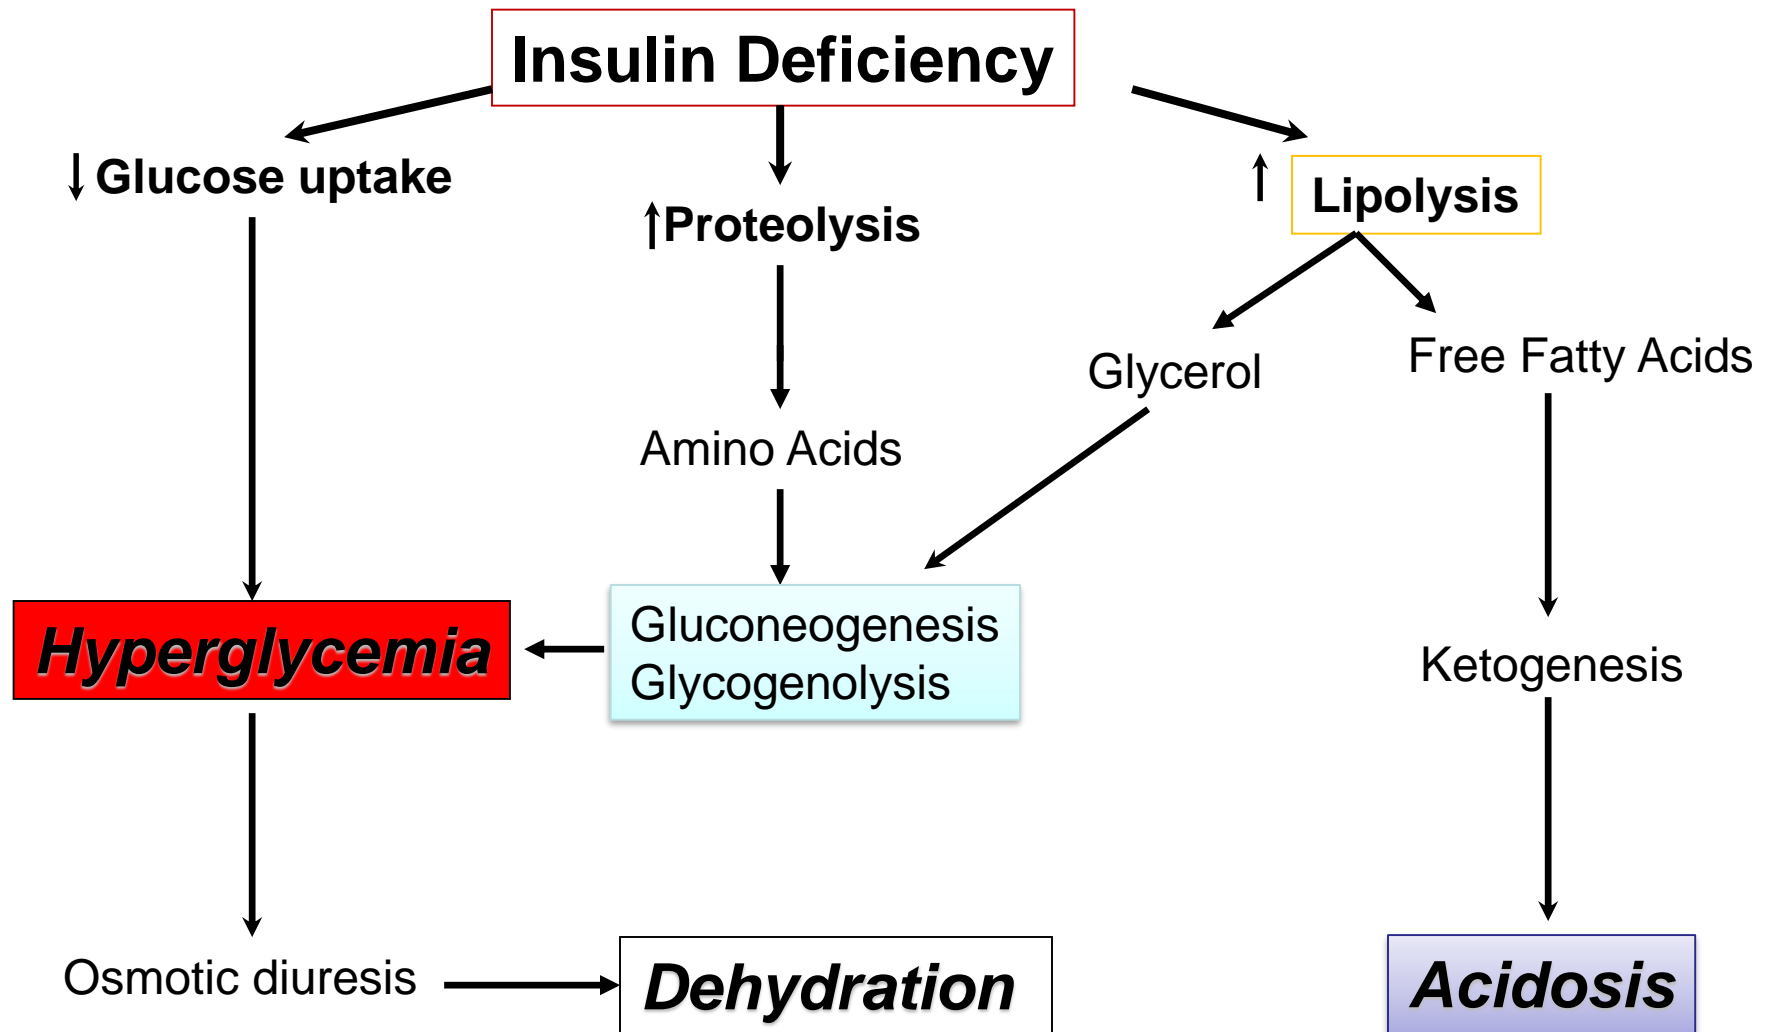 Insulin Deficiency
↓ Glucose uptake
↑ Proteolysis
↑ Lipolysis
Glycerol
Free Fatty Acids
Amino Acids
Hyperglycemia
Gluconeogenesis
Glycogenolysis
Ketogenesis
Osmotic diuresis
Dehydration
Acidosis